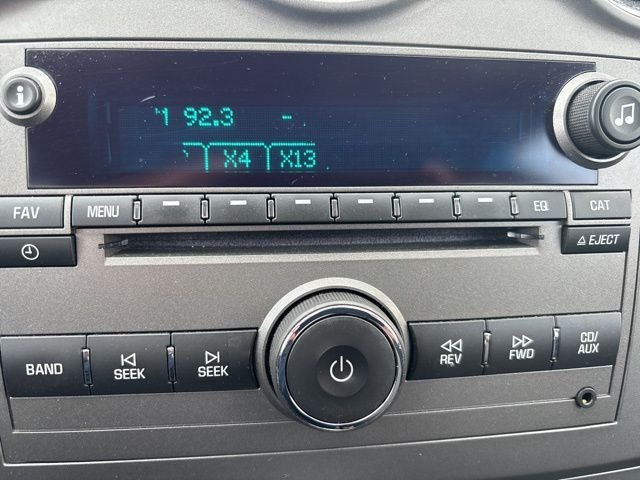 i
92.3 -
X4 X13
FAV MENU EQ CAT
EJECT
BAND SEEK SEEK REV FWD CD/
AUX